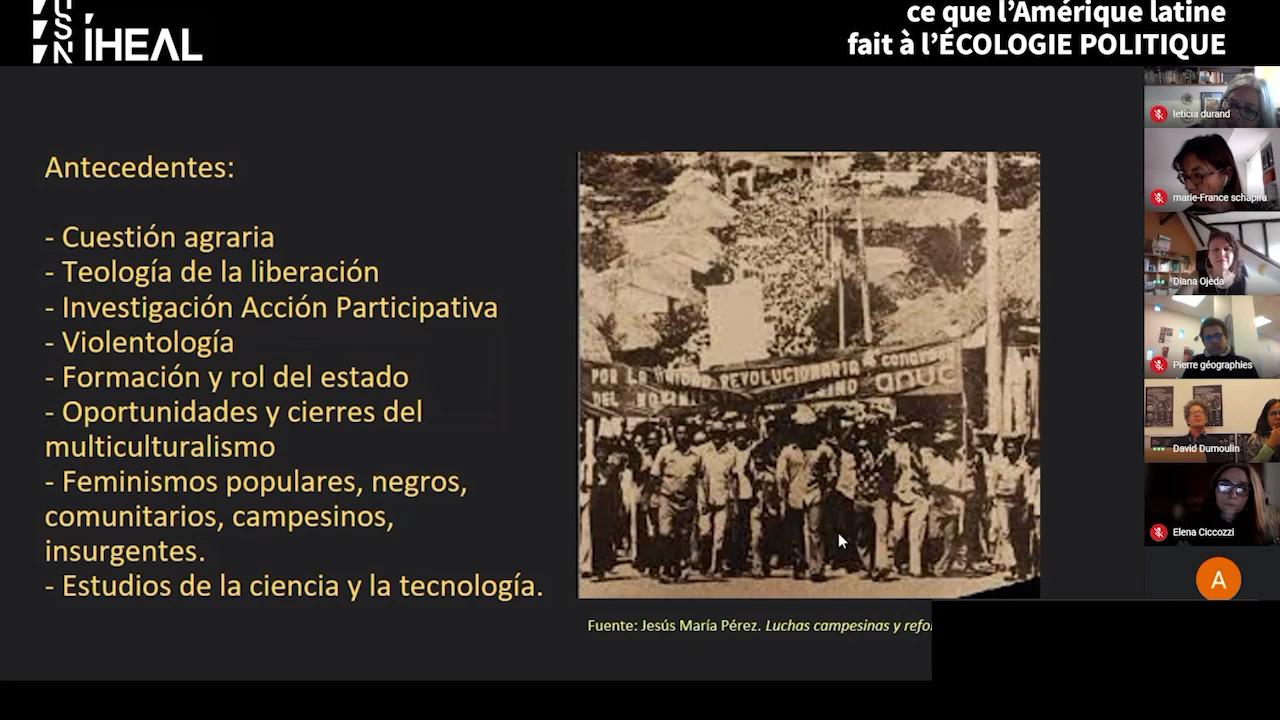 ÍHEAL
ce que l'Amérique latine
fait à l'ÉCOLOGIE POLITIQUE
Antecedentes:
- Cuestión agraria
- Teología de la liberación
- Investigación Acción Participativa
- Violentología
- Formación y rol del estado
- Oportunidades y cierres del
multiculturalismo
- Feminismos populares, negros,
comunitarios, campesinos,
insurgentes.
- Estudios de la ciencia y la tecnología.
POR LA UNIDAD REVOLUCIONARIA
DEL
anuc
Fuente: Jesús María Pérez. Luchas campesinas y
leticia durand
marie-France schapira
Diana Ojeda
Pierre géographies
David Dumoulin
Elena Ciccozzi
A